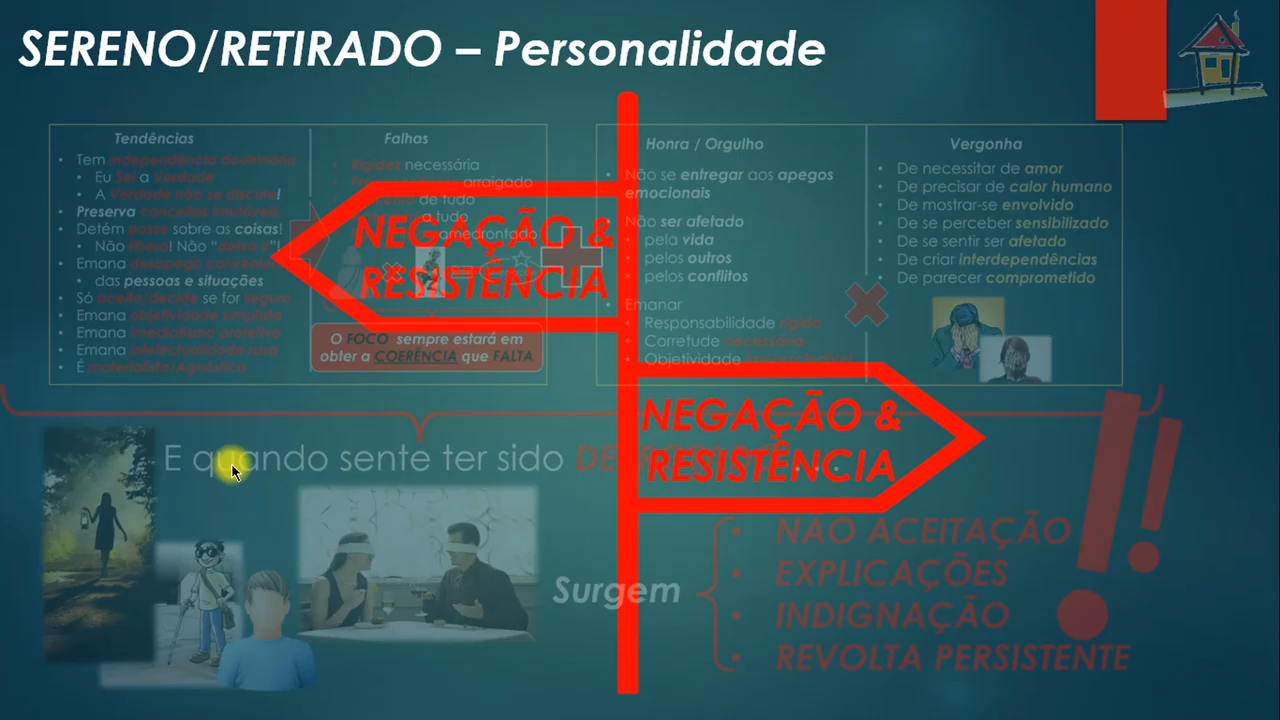 SERENO/RETIRADO – Personalidade
Tendências
• Tem independência doutrinária
• Eu Sei a Verdade
• A Verdade não se discute!
• Preserva conceitos imutáveis
• Detém posse sobre as coisas!
• Não libera! Não "deixa ir"!
• Emana desapego
• das pessoas e situações
• Só aceita/decide se for seguro
• Emana objetividade simplista
• Emana imediatismo protetivo
• Emana intelectualidade rasa
• É materialista/Agnóstico
Falhas
• Rigidez necessária
arraigado
de tudo
a tudo
amedrontado
O FOCO sempre estará em
obter a COERÊNCIA que FALTA
Honra / Orgulho
• Não se entregar aos apegos
emocionais
• Não ser afetado
• pela vida
• pelos outros
• pelos conflitos
• Emanar
• Responsabilidade rígida
• Corretude necessária
• Objetividade imprescindível
Vergonha
• De necessitar de amor
• De precisar de calor humano
• De mostrar-se envolvido
• De se perceber sensibilizado
• De se sentir ser afetado
• De criar interdependências
• De parecer comprometido
NEGAÇÃO &
RESISTÊNCIA
NEGAÇÃO &
RESISTÊNCIA
E quando sente ter sido
Surgem
• NÃO ACEITAÇÃO
• EXPLICAÇÕES
• INDIGNAÇÃO
• REVOLTA PERSISTENTE